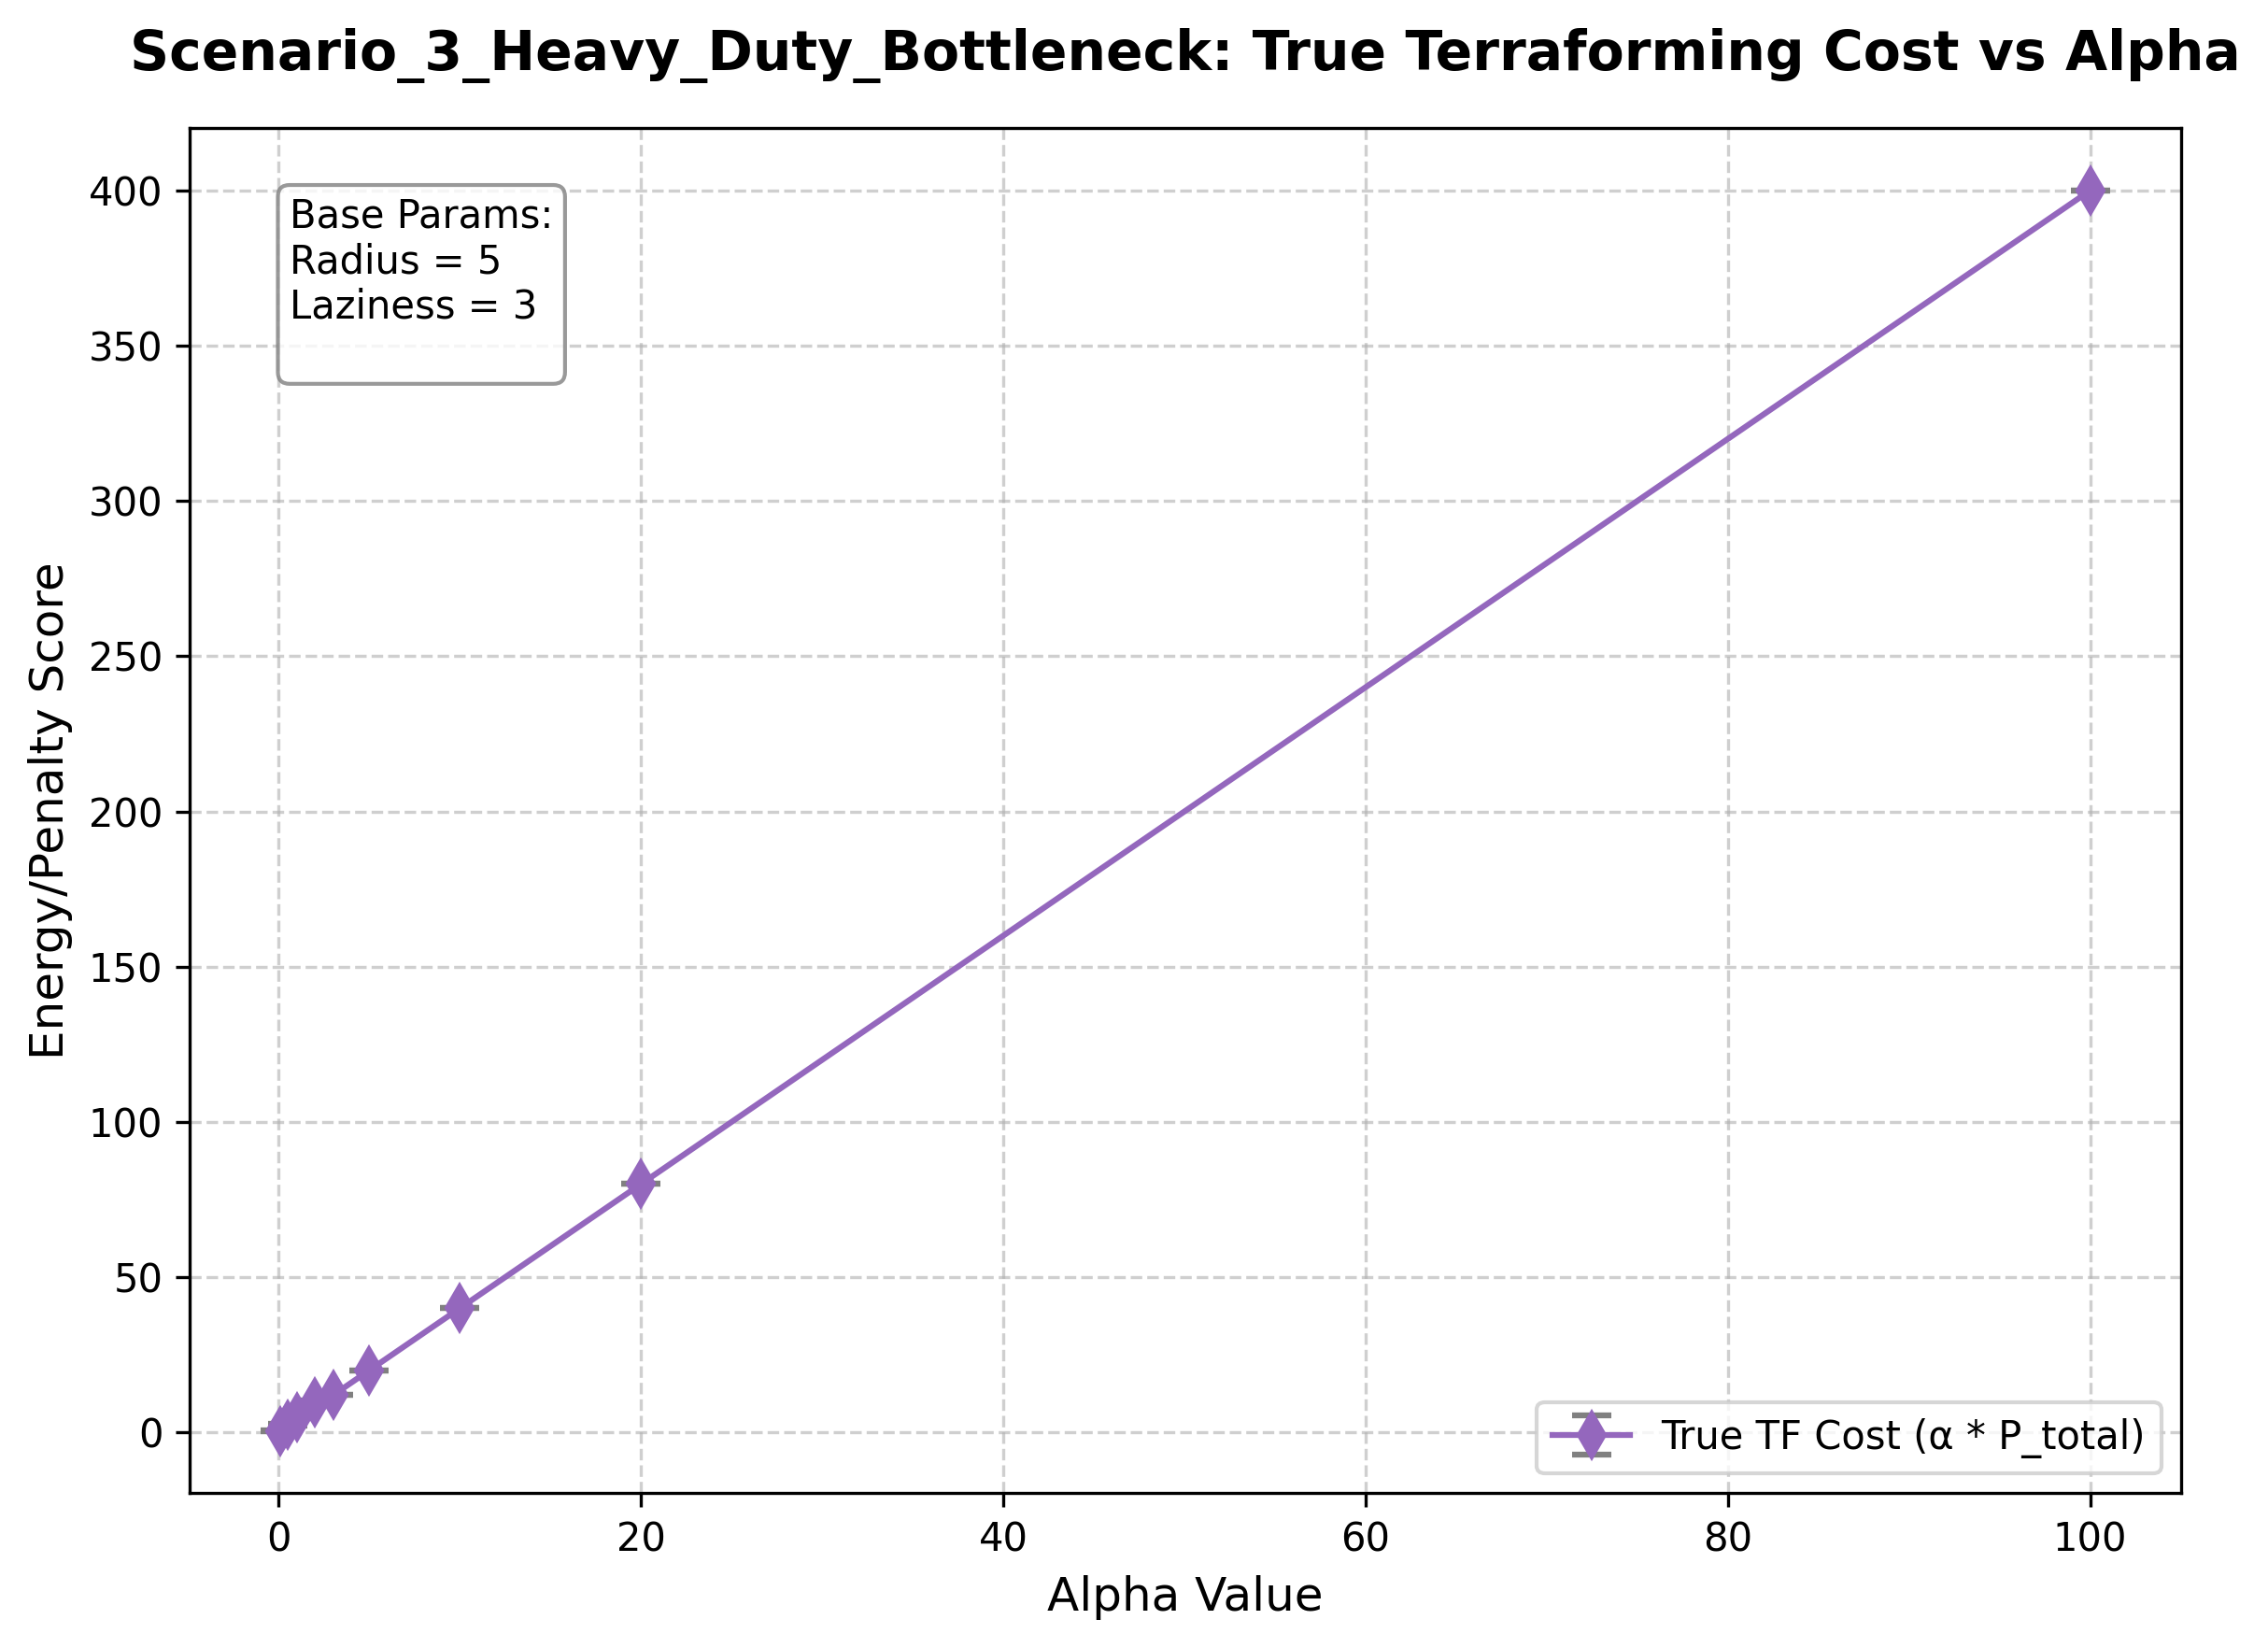 Scenario_3_Heavy_Duty_Bottleneck: True Terraforming Cost vs Alpha
Base Params:
Radius = 5
Laziness = 3
Energy/Penalty Score
400
350
300
250
200
150
100
50
0
True TF Cost (α * P_total)
0 20 40 60 80 100
Alpha Value